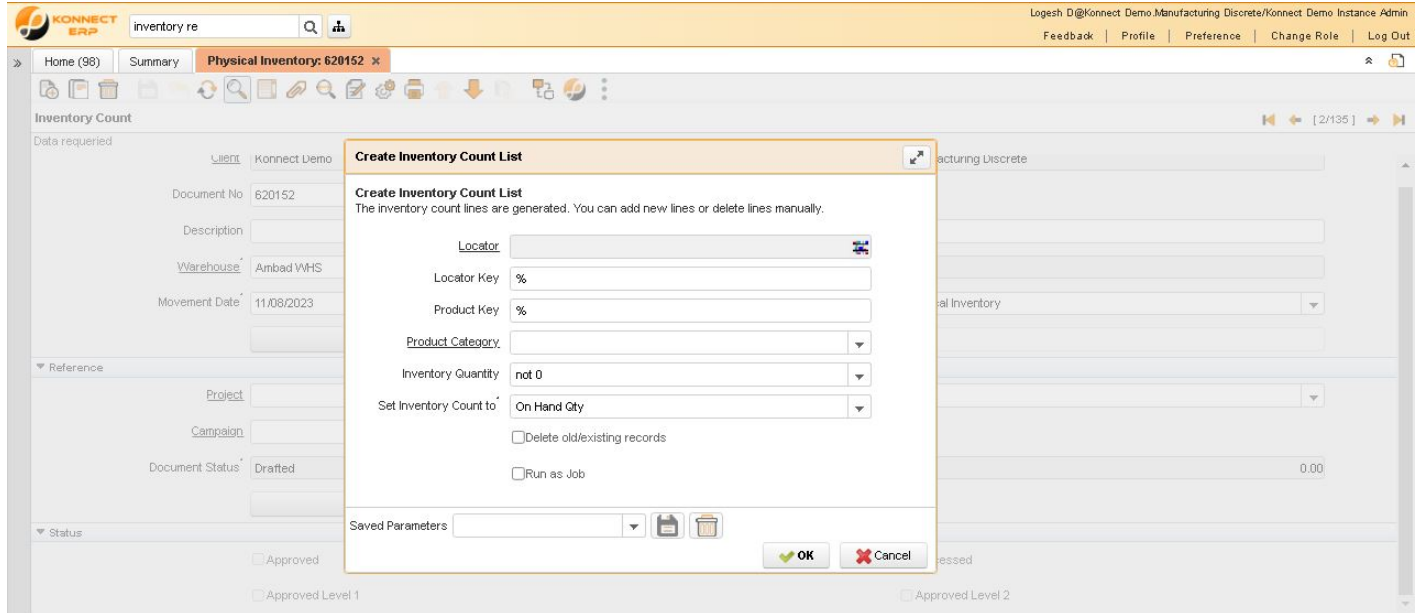 KONNECT
ERP
inventory re
Logesh D@Konnect Demo.Manufacturing Discrete/Konnect Demo Instance Admin
Feedback | Profile | Preference | Change Role | Log Out
Home (98)
Summary
Physical Inventory: 620152
Inventory Count
[2/135]
Data requeried
Client
Konnect Demo
acturing Discrete
Document No
620152
Description
Warehouse
Ambad WHS
Movement Date
11/08/2023
al Inventory
Reference
Project
Campaign
Document Status
Drafted
0.00
Status
Approved
essed
Approved Level 1
Approved Level 2
Create Inventory Count List
Create Inventory Count List
The inventory count lines are generated. You can add new lines or delete lines manually.
Locator
Locator Key
%
Product Key
%
Product Category
Inventory Quantity
not 0
Set Inventory Count to
On Hand Qty
Delete old/existing records
Run as Job
Saved Parameters
OK
Cancel